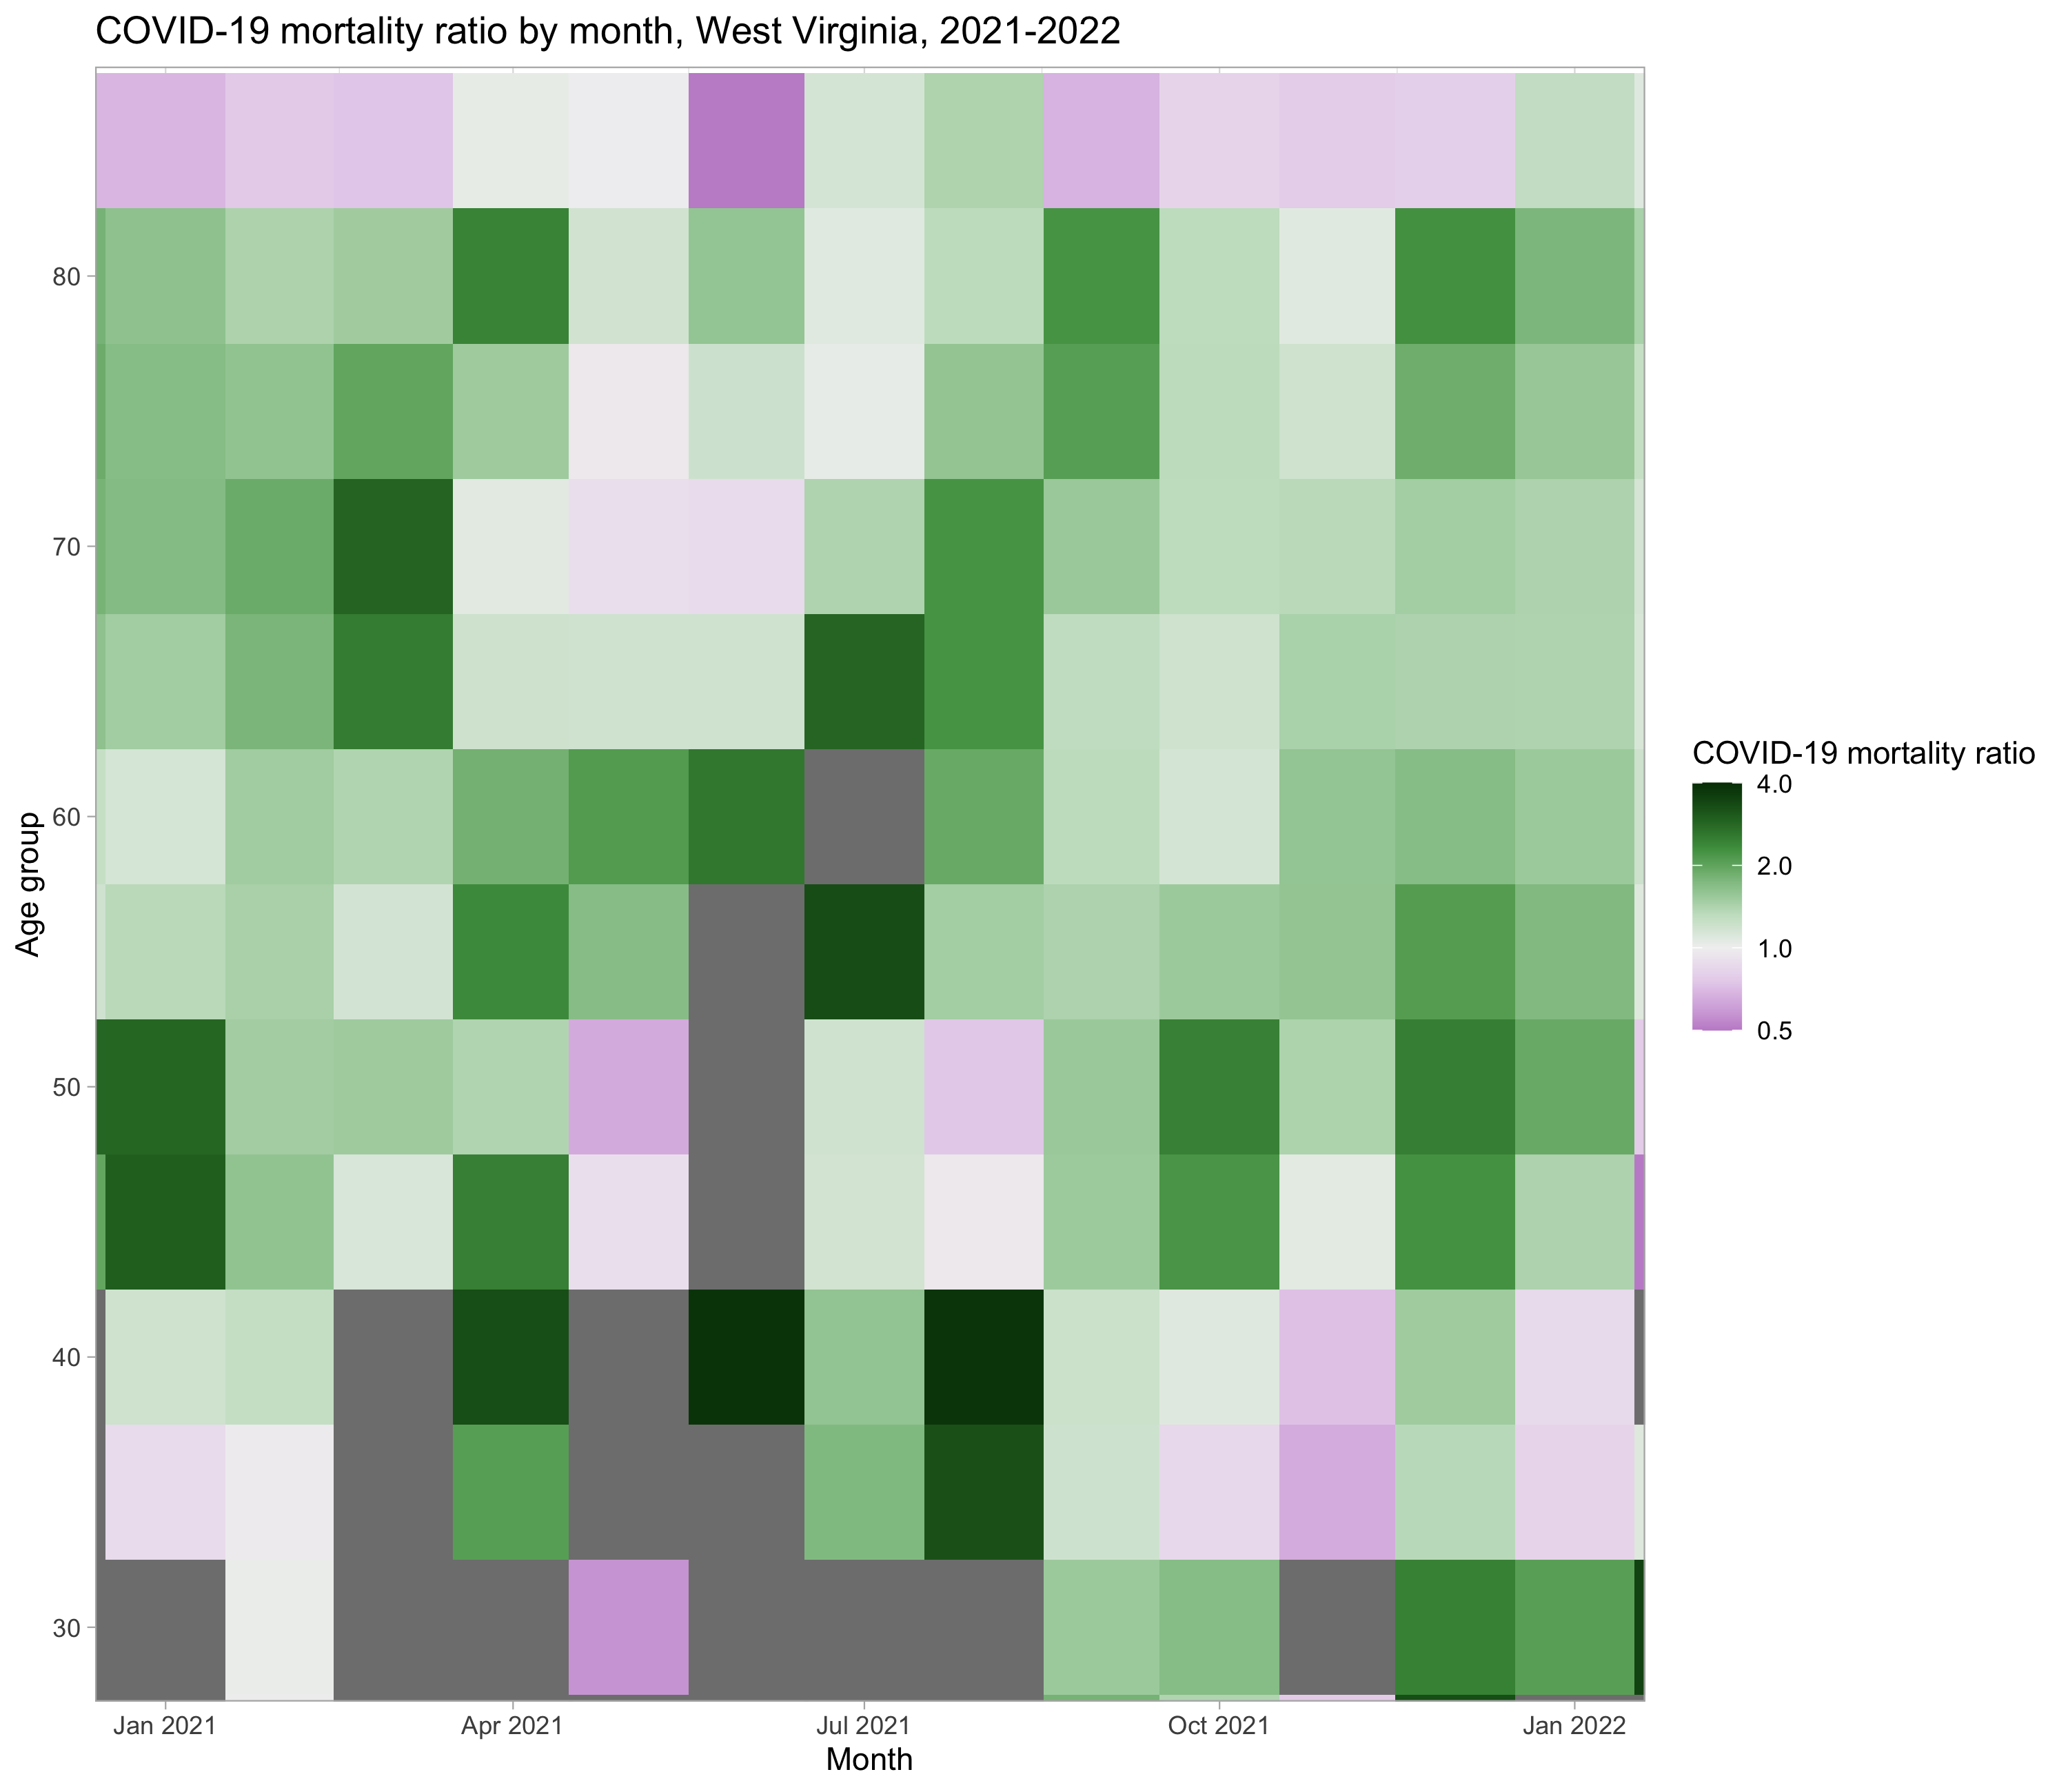 COVID-19 mortality ratio by month, West Virginia, 2021-2022
80
70
60
50
40
30
Age group
Jan 2021
Apr 2021
Jul 2021
Oct 2021
Jan 2022
Month
COVID-19 mortality ratio
4.0
2.0
1.0
0.5